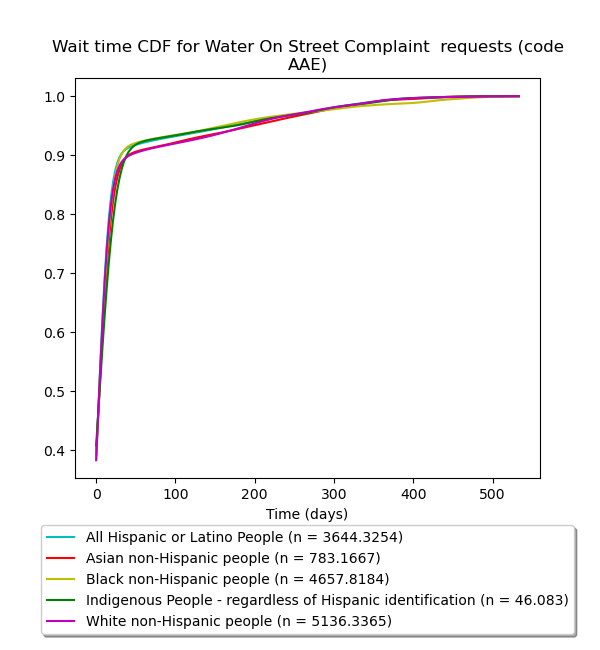 Wait time CDF for Water On Street Complaint  requests (code
AAE)
1.0
0.9
0.8
0.7
0.6
0.5
0.4
0 100 200 300 400 500
Time (days)
All Hispanic or Latino People (n = 3644.3254)
Asian non-Hispanic people (n = 783.1667)
Black non-Hispanic people (n = 4657.8184)
Indigenous People - regardless of Hispanic identification (n = 46.083)
White non-Hispanic people (n = 5136.3365)